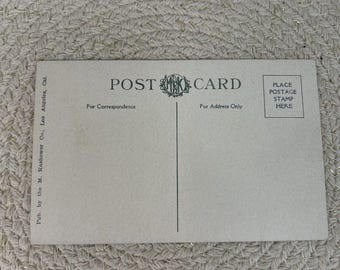 POST CARD
For Correspondence
For Address Only
PLACE
POSTAGE
STAMP
HERE
Pub. by the M. Kashower Co., Los Angeles, Cal.